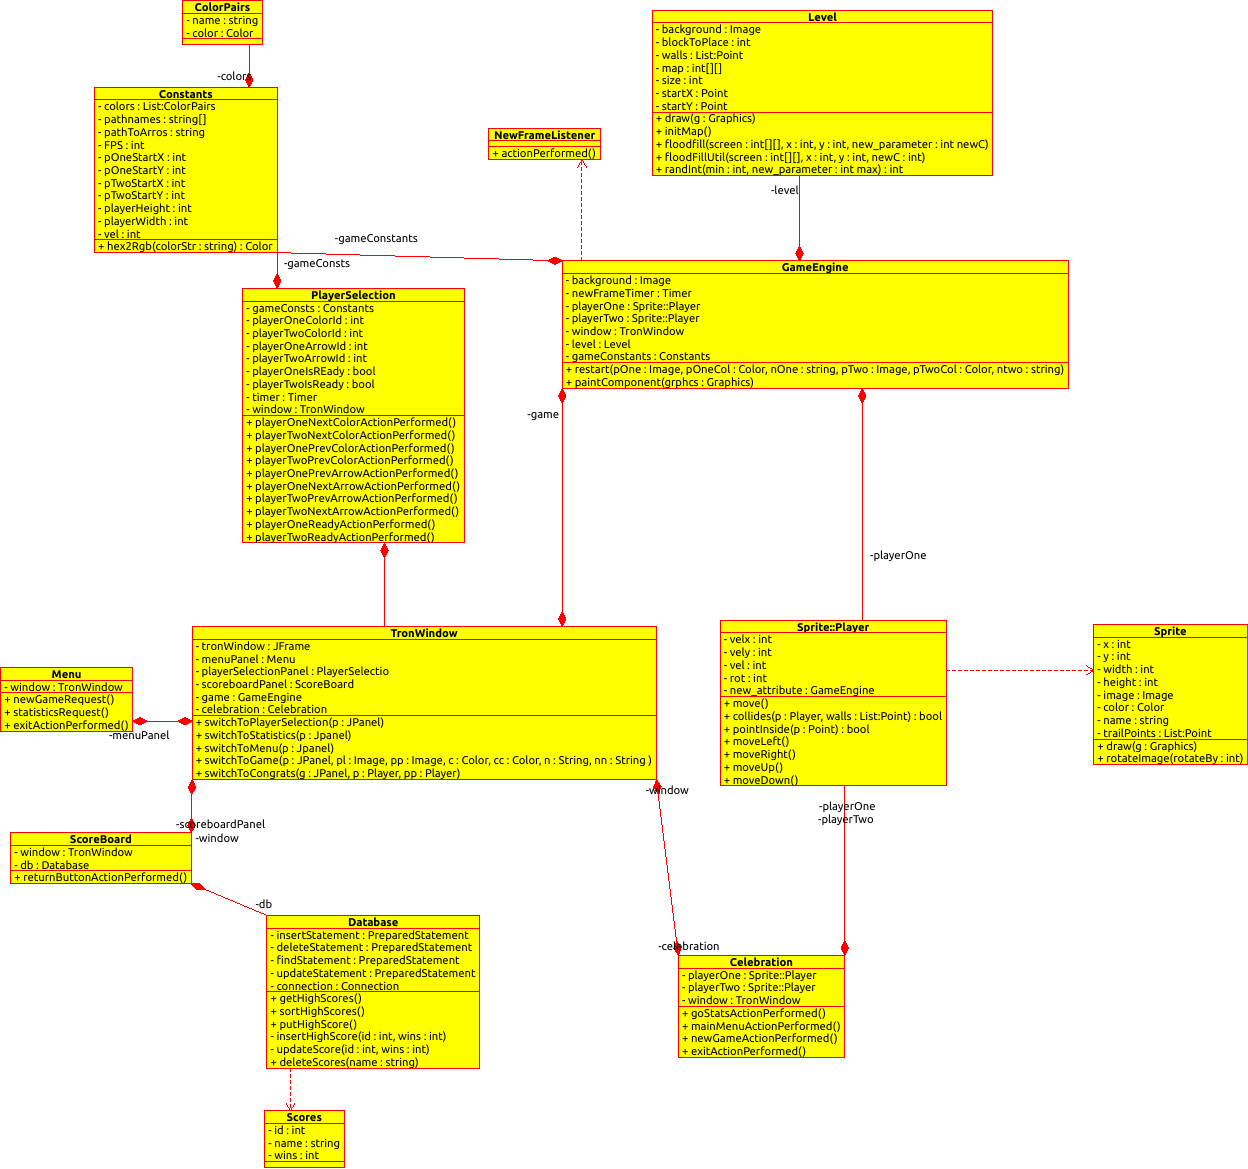 ColorPairs
- name : string
- color : Color
-colors
Constants
- colors : List:ColorPairs
- pathnames : string[]
- pathToArros : string
- FPS : int
- pOneStartX : int
- pOneStartY : int
- pTwoStartX : int
- pTwoStartY : int
- playerHeight : int
- playerWidth : int
- vel : int
+ hex2Rgb(colorStr : string) : Color
NewFrameListener
+ actionPerformed()
Level
- background : Image
- blockToPlace : int
- walls : List:Point
- map : int[][]
- size : int
- startX : Point
- startY : Point
+ draw(g : Graphics)
+ initMap()
+ floodfill(screen : int[][], x : int, y : int, new_parameter : int newC)
+ floodFillUtil(screen : int[][], x : int, y : int, newC : int)
+ randInt(min : int, new_parameter : int max) : int
-level
-gameConstants
-gameConsts
GameEngine
- background : Image
- newFrameTimer : Timer
- playerOne : Sprite::Player
- playerTwo : Sprite::Player
- window : TronWindow
- level : Level
- gameConstants : Constants
+ restart(pOne : Image, pOneCol : Color, nOne : string, pTwo : Image, pTwoCol : Color, ntwo : string)
+ paintComponent(grphcs : Graphics)
PlayerSelection
- gameConsts : Constants
- playerOneColorId : int
- playerTwoColorId : int
- playerOneArrowId : int
- playerTwoArrowId : int
- playerOneIsREady : bool
- playerTwoIsReady : bool
- timer : Timer
- window : TronWindow
+ playerOneNextColorActionPerformed()
+ playerTwoNextColorActionPerformed()
+ playerOnePrevColorActionPerformed()
+ playerTwoPrevColorActionPerformed()
+ playerOnePrevArrowActionPerformed()
+ playerOneNextArrowActionPerformed()
+ playerTwoPrevArrowActionPerformed()
+ playerTwoNextArrowActionPerformed()
+ playerOneReadyActionPerformed()
+ playerTwoReadyActionPerformed()
-game
-playerOne
TronWindow
- tronWindow : JFrame
- menuPanel : Menu
- playerSelectionPanel : PlayerSelectio
- scoreboardPanel : ScoreBoard
- game : GameEngine
- celebration : Celebration
+ switchToPlayerSelection(p : JPanel)
+ switchToStatistics(p : Jpanel)
+ switchToMenu(p : Jpanel)
+ switchToGame(p : JPanel, pl : Image, pp : Image, c : Color, cc : Color, n : String, nn : String )
+ switchToCongrats(g : JPanel, p : Player, pp : Player)
Menu
- window : TronWindow
+ newGameRequest()
+ statisticsRequest()
+ exitActionPerformed()
-menuPanel
Sprite::Player
- velx : int
- vely : int
- vel : int
- rot : int
- new_attribute : GameEngine
+ move()
+ collides(p : Player, walls : List:Point) : bool
+ pointInside(p : Point) : bool
+ moveLeft()
+ moveRight()
+ moveUp()
+ moveDown()
Sprite
- x : int
- y : int
- width : int
- height : int
- image : Image
- color : Color
- name : string
- trailPoints : List:Point
+ draw(g : Graphics)
+ rotateImage(rotateBy : int)
-window
-playerOne
-playerTwo
-scoreboardPanel
-window
ScoreBoard
- window : TronWindow
- db : Database
+ returnButtonActionPerformed()
-db
Database
- insertStatement : PreparedStatement
- deleteStatement : PreparedStatement
- findStatement : PreparedStatement
- updateStatement : PreparedStatement
- connection : Connection
+ getHighScores()
+ sortHighScores()
+ putHighScore()
- insertHighScore(id : int, wins : int)
- updateScore(id : int, wins : int)
+ deleteScores(name : string)
-celebration
Celebration
- playerOne : Sprite::Player
- playerTwo : Sprite::Player
- window : TronWindow
+ goStatsActionPerformed()
+ mainMenuActionPerformed()
+ newGameActionPerformed()
+ exitActionPerformed()
Scores
- id : int
- name : string
- wins : int